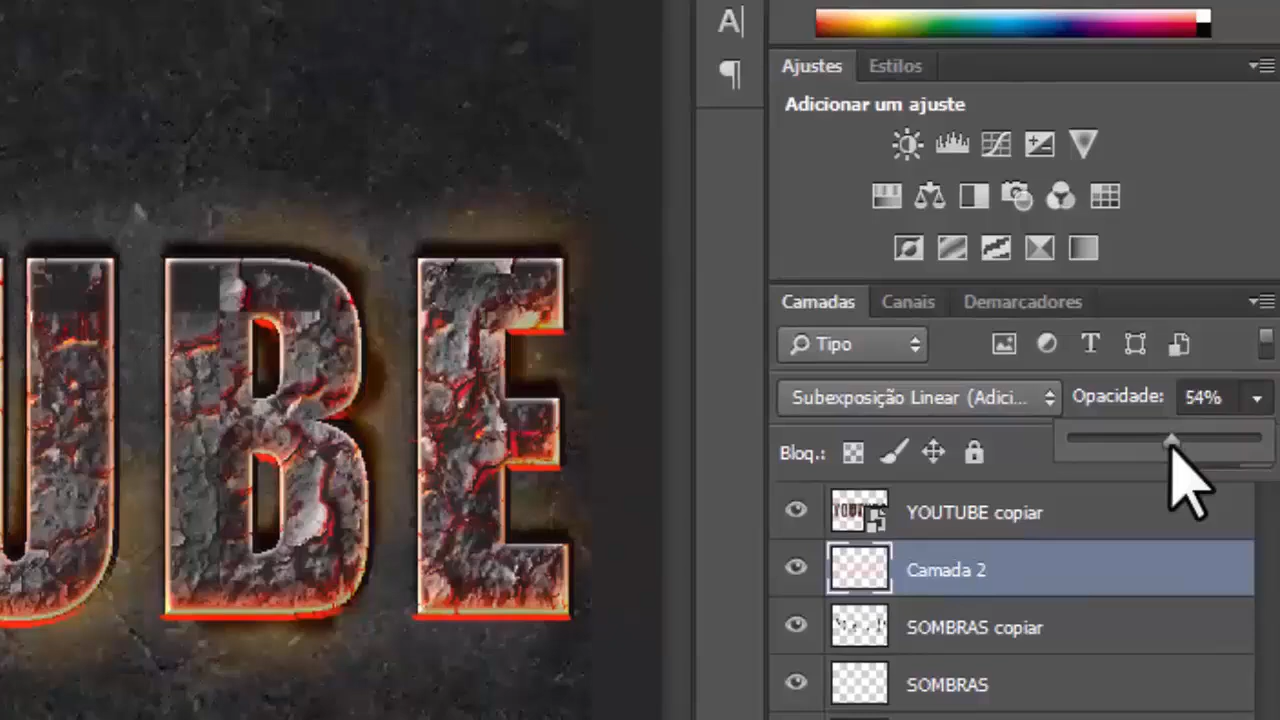 A|
¶
Ajustes Estilos
Adicionar um ajuste
UBE
Camadas Canais Demarcadores
Tipo
Subexposição Linear (Adici... Opacidade: 54%
Bloq.:
YOUTUBE copiar
Camada 2
SOMBRAS copiar
SOMBRAS